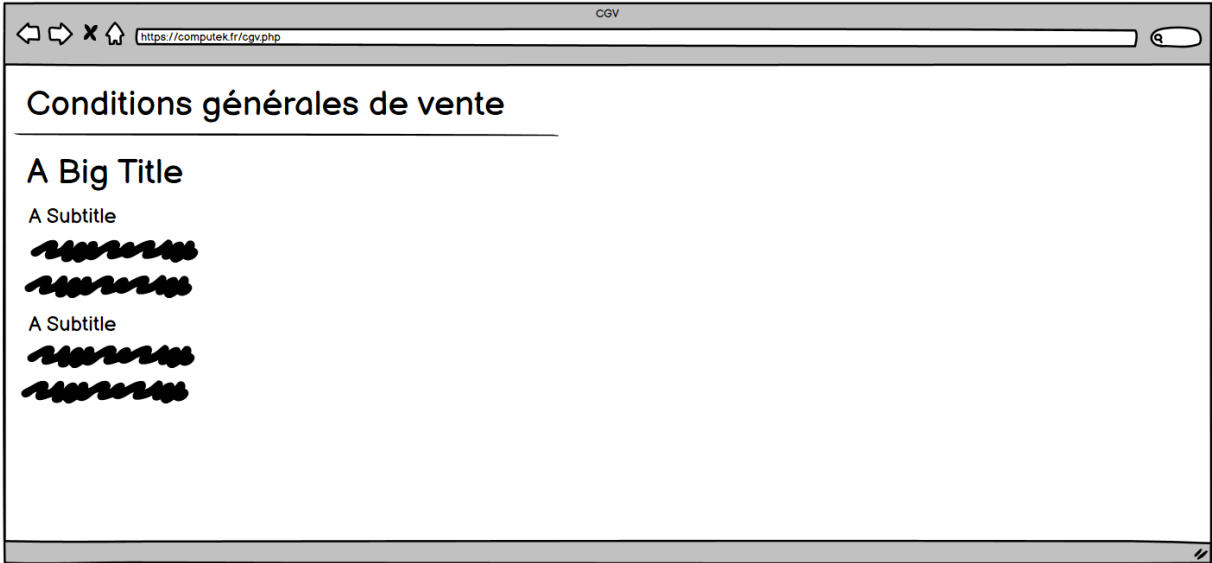 CGV
https://computek.fr/cgv.php
Conditions générales de vente
A Big Title
A Subtitle
A Subtitle